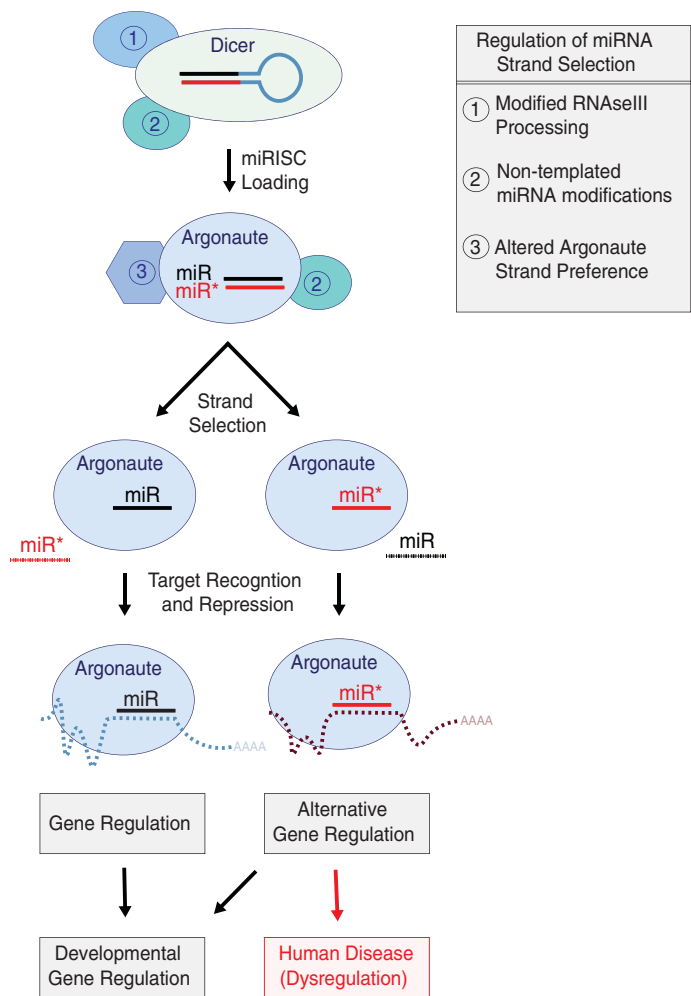 1
Dicer
2
miRISC
Loading
Argonaute
3
miR
miR*
2
Strand
Selection
Argonaute
miR
miR*
Argonaute
miR*
miR
Target Recogntion
and Repression
Argonaute
miR
AAAA
Argonaute
miR*
AAAA
Gene Regulation
Alternative
Gene Regulation
Developmental
Gene Regulation
Human Disease
(Dysregulation)
Regulation of miRNA
Strand Selection
1 Modified RNAseIII
Processing
2 Non-templated
miRNA modifications
3 Altered Argonaute
Strand Preference